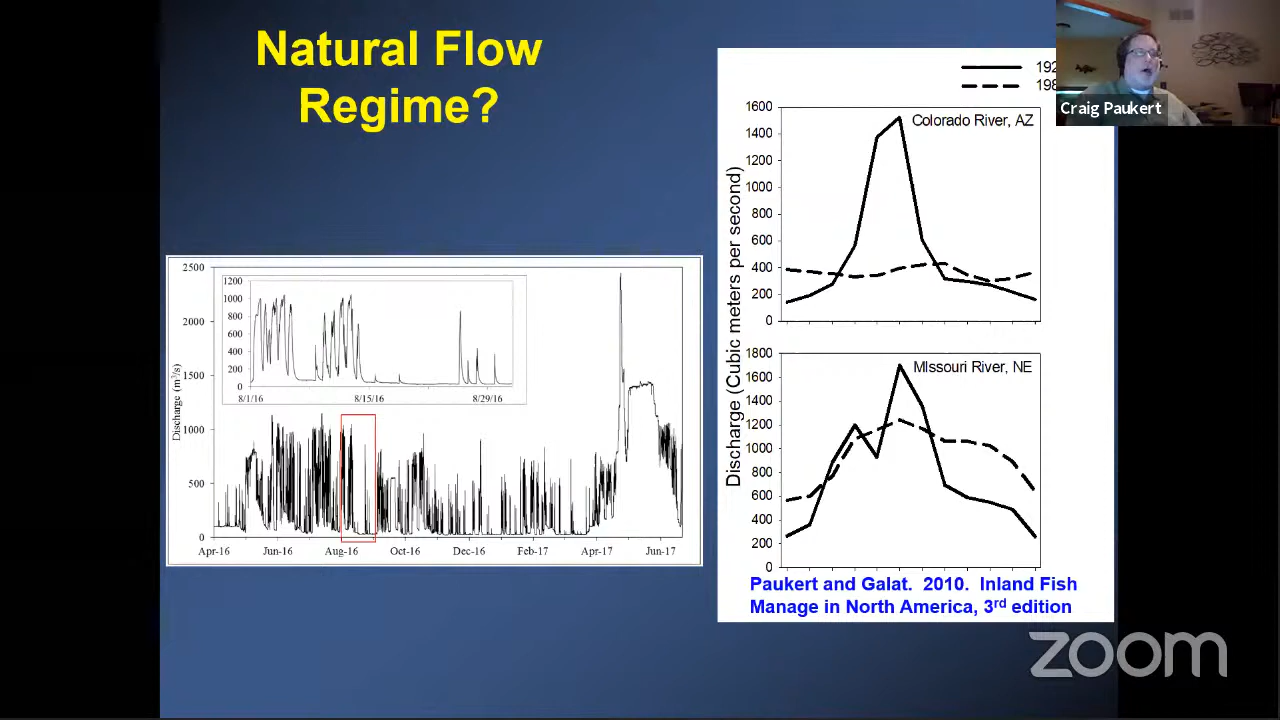 Natural Flow
Regime?
192
198
Craig Paukert
Colorado River, AZ
1600
1400
1200
1000
800
600
400
200
0
Discharge (Cubic meters per second)
MIssouri River, NE
1800
1600
1400
1200
1000
800
600
400
200
0
2500
2000
1500
1000
500
0
Discharge (m³/s)
1200
1000
800
600
400
200
0
8/1/16 8/15/16 8/29/16
Apr-16 Jun-16 Aug-16 Oct-16 Dec-16 Feb-17 Apr-17 Jun-17
Paukert and Galat. 2010. Inland Fish
Manage in North America, 3rd edition
zoom